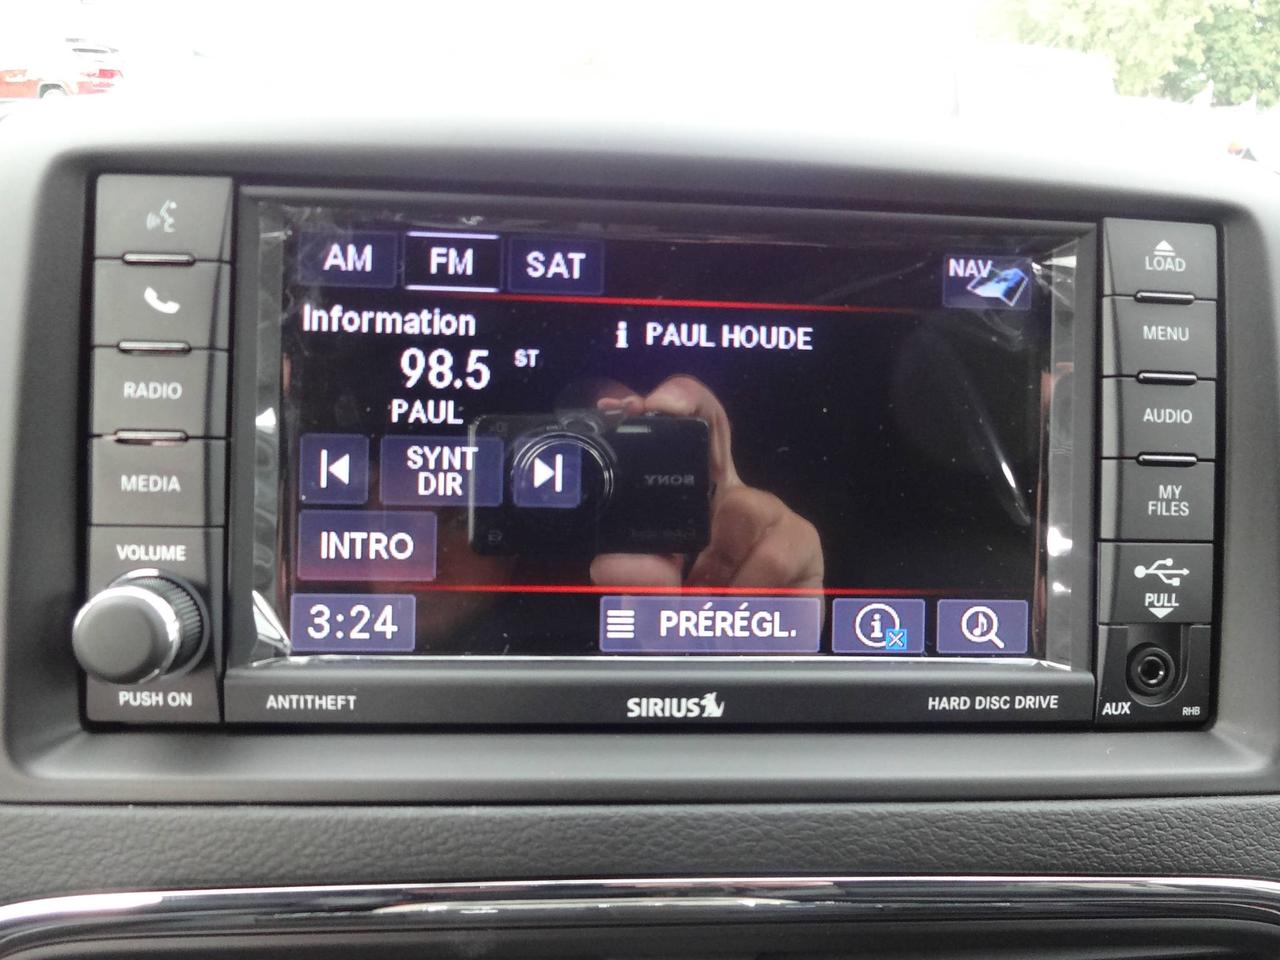 AM
FM
SAT
NAV
Information
98.5 ST
PAUL
i PAUL HOUDE
SYNT
DIR
INTRO
3:24
PRÉRÉGL.
i
RADIO
MEDIA
VOLUME
PUSH ON
ANTITHEFT
SIRIUS
HARD DISC DRIVE
LOAD
MENU
AUDIO
MY
FILES
PULL
AUX
RHB
SONY